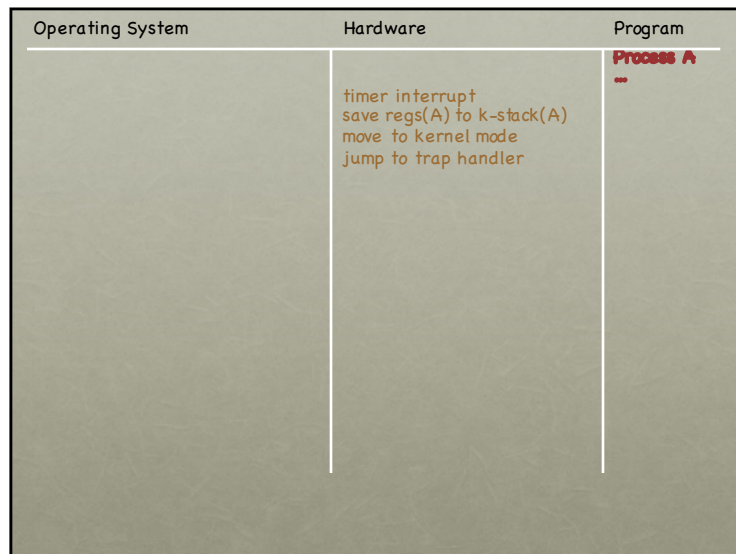 Operating System
Hardware
Program
Process A
...
timer interrupt
save regs(A) to k-stack(A)
move to kernel mode
jump to trap handler